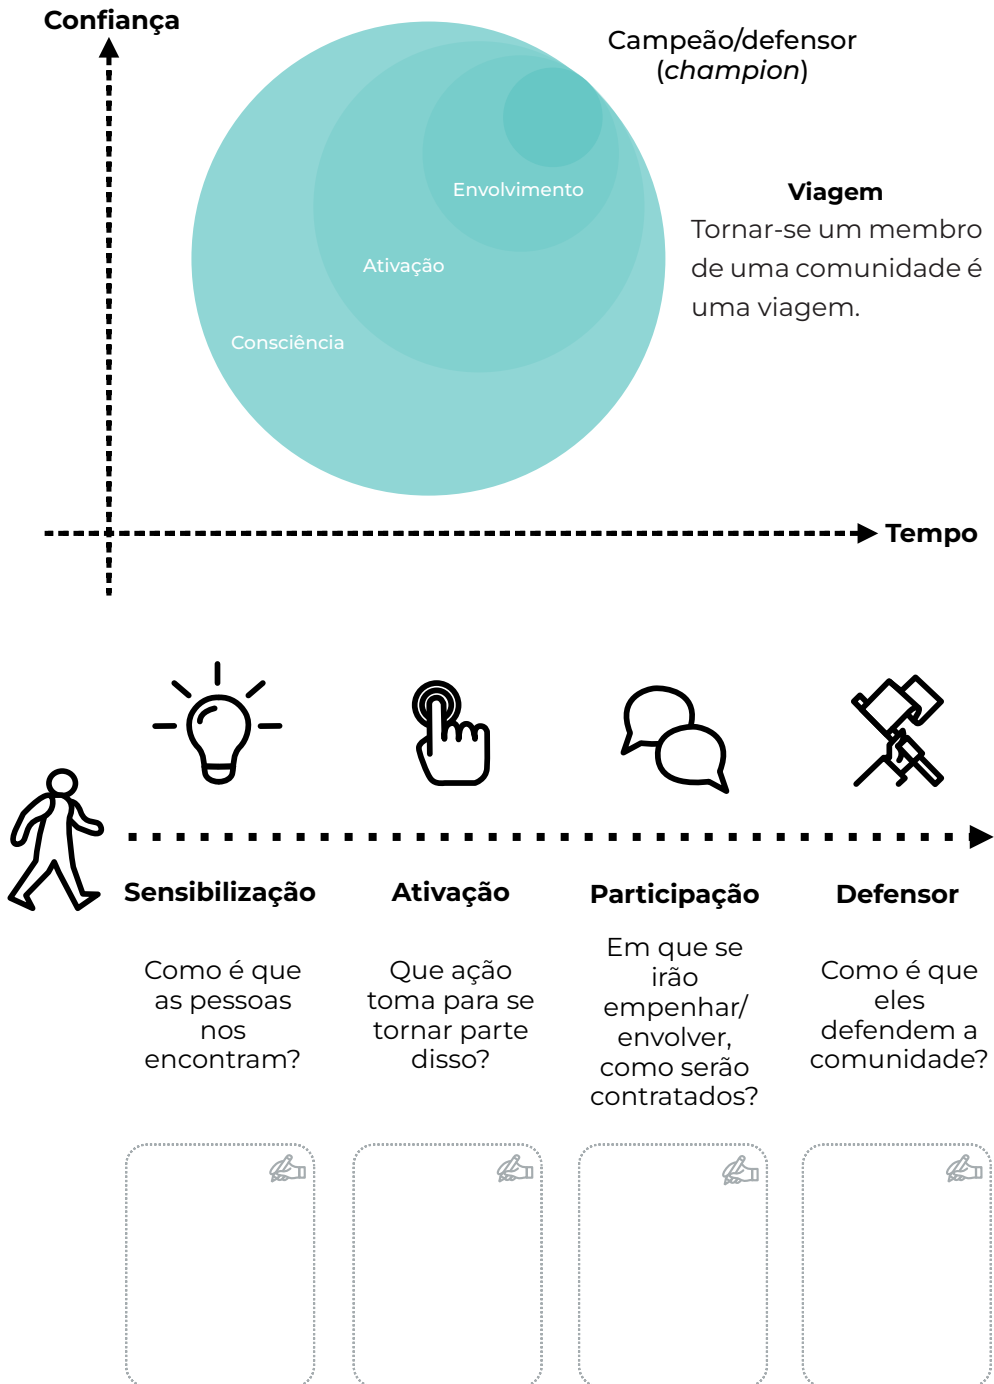 Confiança
Campeão/defensor
(champion)
Envolvimento
Viagem
Tornar-se um membro
de uma comunidade é
uma viagem.
Ativação
Consciência
Tempo
Sensibilização
Como é que
as pessoas
nos
encontram?
Ativação
Que ação
toma para se
tornar parte
disso?
Participação
Em que se
irão
empenhar/
envolver,
como serão
contratados?
Defensor
Como é que
eles
defendem a
comunidade?